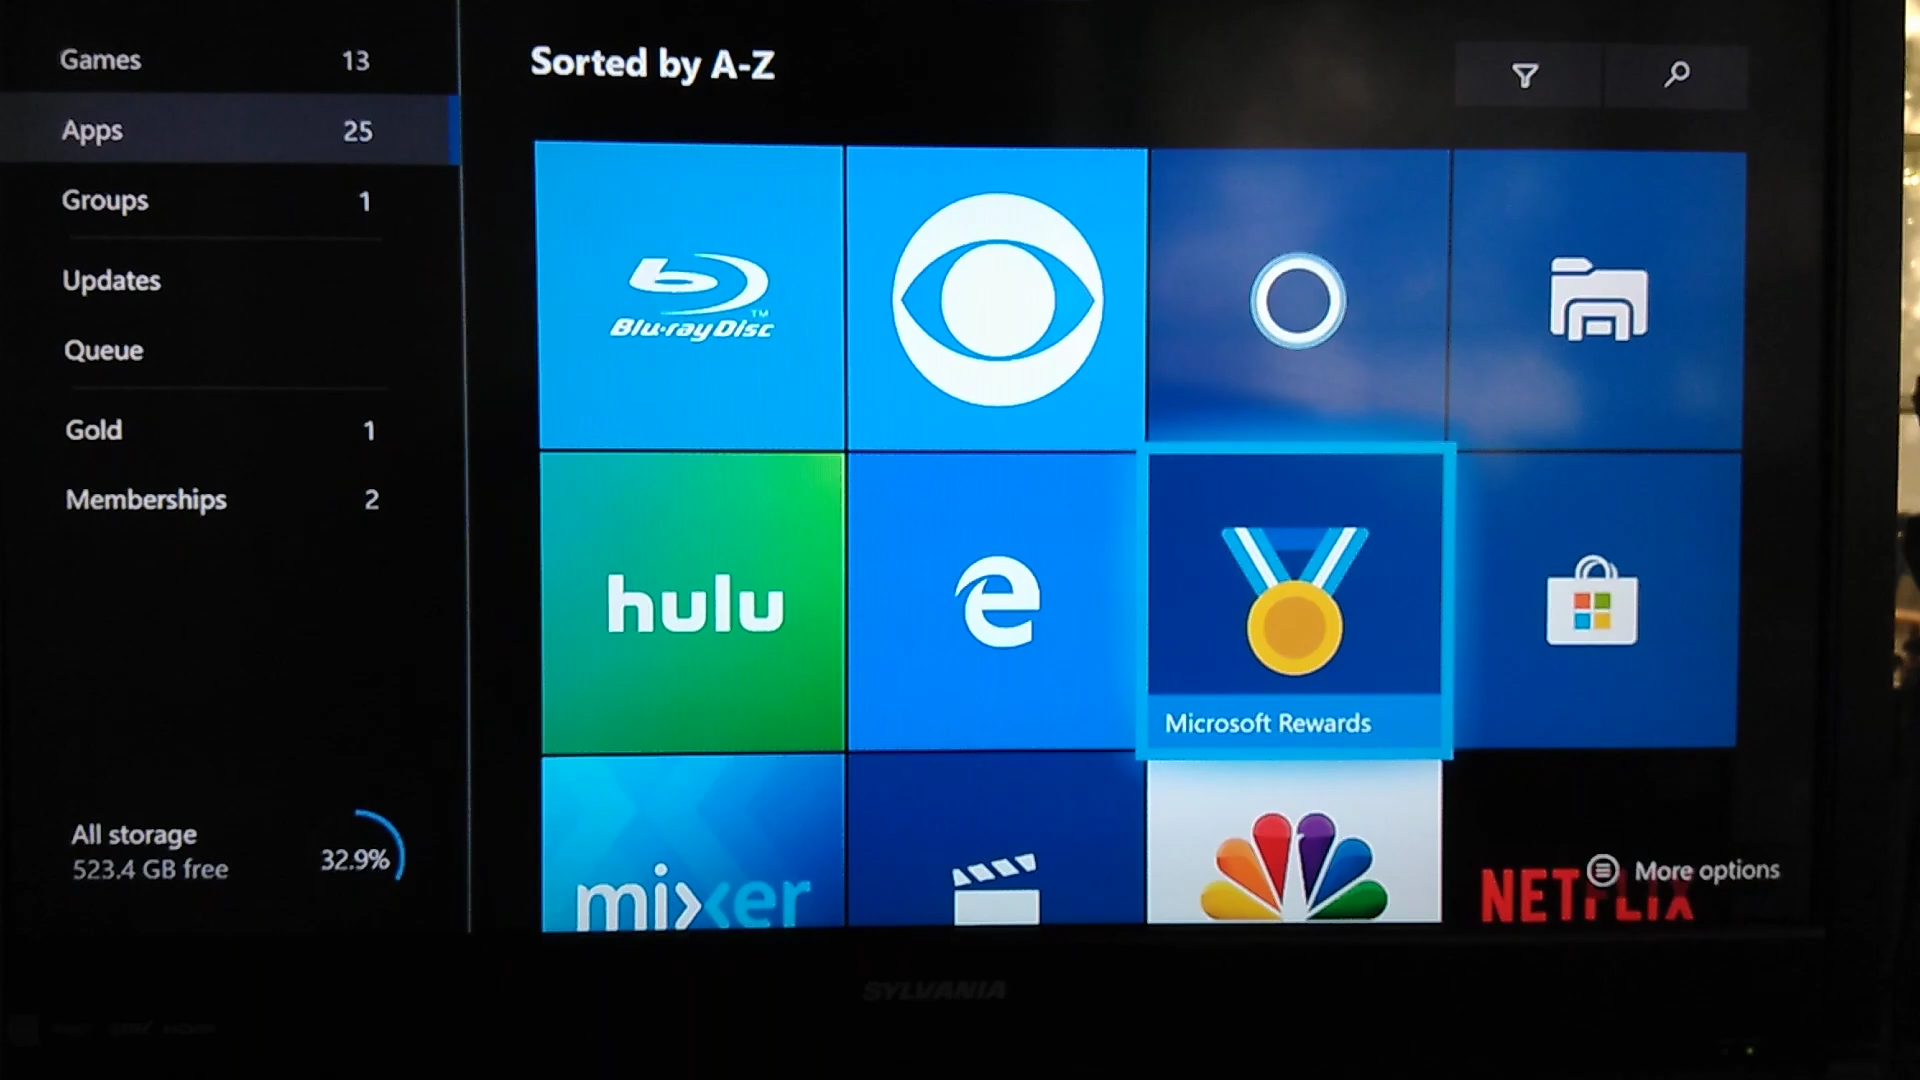 Games 13
Apps 25
Groups 1
Updates
Queue
Gold 1
Memberships 2
All storage
523.4 GB free
32.9%
Sorted by A-Z
Blu-ray Disc
TM
hulu
Microsoft Rewards
mixer
NETFLIX
More options
SYLVANIA